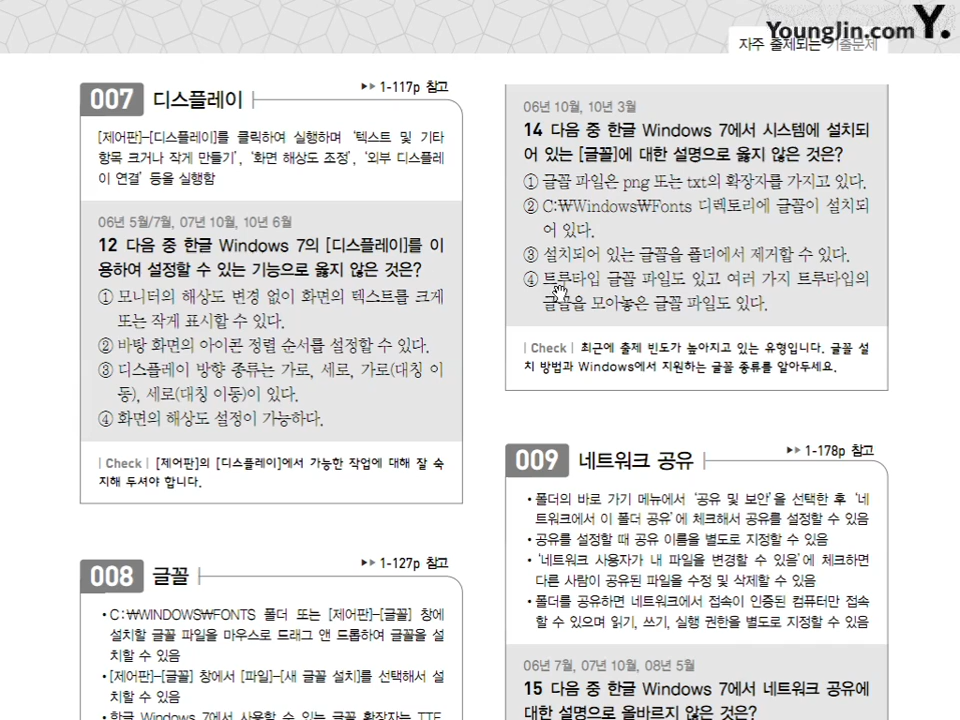 YoungJin.com Y.
자주 출제되는 기출문제
007 디스플레이
▶▶ 1-117p 참고
[제어판]-[디스플레이]를 클릭하여 실행하며 ‘텍스트 및 기타
항목 크거나 작게 만들기’, ‘화면 해상도 조정’, ‘외부 디스플레
이 연결’ 등을 실행함
06년 5월/7월, 07년 10월, 10년 6월
12 다음 중 한글 Windows 7의 [디스플레이]를 이
용하여 설정할 수 있는 기능으로 옳지 않은 것은?
① 모니터의 해상도 변경 없이 화면의 텍스트를 크게
또는 작게 표시할 수 있다.
② 바탕 화면의 아이콘 정렬 순서를 설정할 수 있다.
③ 디스플레이 방향 종류는 가로, 세로, 가로(대칭 이
동), 세로(대칭 이동)이 있다.
④ 화면의 해상도 설정이 가능하다.
| Check | [제어판]의 [디스플레이]에서 가능한 작업에 대해 잘 숙
지해 두셔야 합니다.
008 글꼴
▶▶ 1-127p 참고
• C:₩WINDOWS₩FONTS 폴더 또는 [제어판]-[글꼴] 창에
설치할 글꼴 파일을 마우스로 드래그 앤 드롭하여 글꼴을 설
치할 수 있음
• [제어판]-[글꼴] 창에서 [파일]-[새 글꼴 설치]를 선택해서 설
치할 수 있음
• 한글 Windows 7에서 사용할 수 있는 글꼴 확장자는 TTF,
06년 10월, 10년 3월
14 다음 중 한글 Windows 7에서 시스템에 설치되
어 있는 [글꼴]에 대한 설명으로 옳지 않은 것은?
① 글꼴 파일은 png 또는 txt의 확장자를 가지고 있다.
② C:₩Windows₩Fonts 디렉토리에 글꼴이 설치되
어 있다.
③ 설치되어 있는 글꼴을 폴더에서 제거할 수 있다.
④ 트루타입 글꼴 파일도 있고 여러 가지 트루타입의
글꼴을 모아놓은 글꼴 파일도 있다.
| Check | 최근에 출제 빈도가 높아지고 있는 유형입니다. 글꼴 설
치 방법과 Windows에서 지원하는 글꼴 종류를 알아두세요.
009 네트워크 공유
▶▶ 1-178p 참고
• 폴더의 바로 가기 메뉴에서 ‘공유 및 보안’을 선택한 후 ‘네
트워크에서 이 폴더 공유’에 체크해서 공유를 설정할 수 있음
• 공유를 설정할 때 공유 이름을 별도로 지정할 수 있음
• ‘네트워크 사용자가 내 파일을 변경할 수 있음’에 체크하면
다른 사람이 공유된 파일을 수정 및 삭제할 수 있음
• 폴더를 공유하면 네트워크에서 접속이 인증된 컴퓨터만 접속
할 수 있으며 읽기, 쓰기, 실행 권한을 별도로 지정할 수 있음
06년 7월, 07년 10월, 08년 5월
15 다음 중 한글 Windows 7에서 네트워크 공유에
대한 설명으로 올바르지 않은 것은?